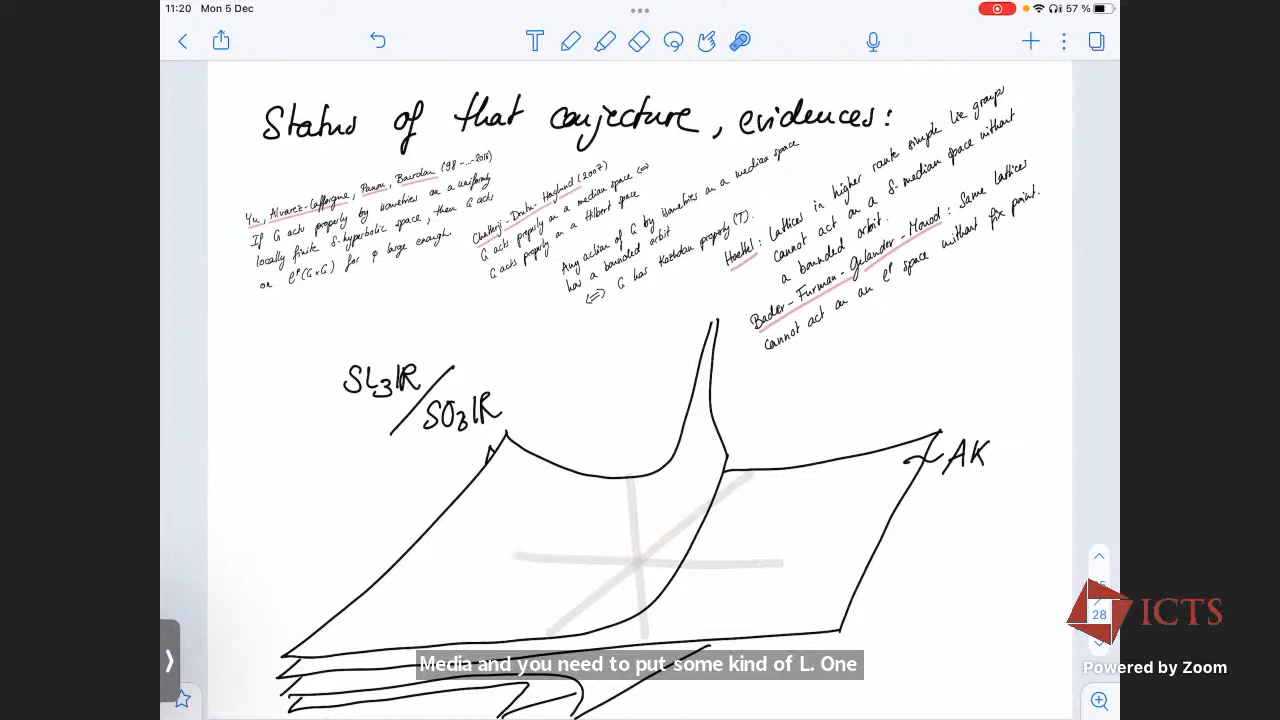 11:20 Mon 5 Dec
57 %
Status of that conjecture, evidences:
Yu, Alvarez-Lafforgue, Bourdon (98-...-2016)
If G acts properly by isometries on a uniformly
locally finite δ-hyperbolic space, then G acts
on ℓᵖ(G×G) for p large enough.
Chatterji-Drutu-Haglund (2007)
G acts properly on a median space ⇔
G acts properly on a Hilbert space
Any action of G by isometries on a median space
has a bounded orbit
⇔ G has Kazhdan property (T).
Haettel: Lattices in higher rank simple Lie groups
cannot act on a δ-median space without
a bounded orbit.
Bader-Furman-Gelander-Monod: Same lattices
cannot act on an ℓᵖ space without fix point.
SL₃ℝ/SO₃ℝ
AK
28
ICTS
Media and you need to put some kind of L. One
Powered by Zoom